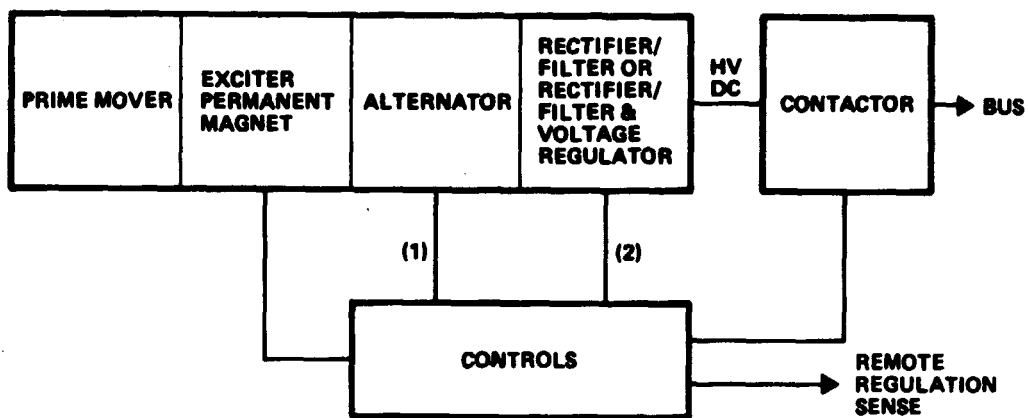 PRIME MOVER
EXCITER
PERMANENT
MAGNET
ALTERNATOR
RECTIFIER/
FILTER OR
RECTIFIER/
FILTER &
VOLTAGE
REGULATOR
HV
DC
CONTACTOR
BUS
(1)
(2)
CONTROLS
REMOTE
REGULATION
SENSE